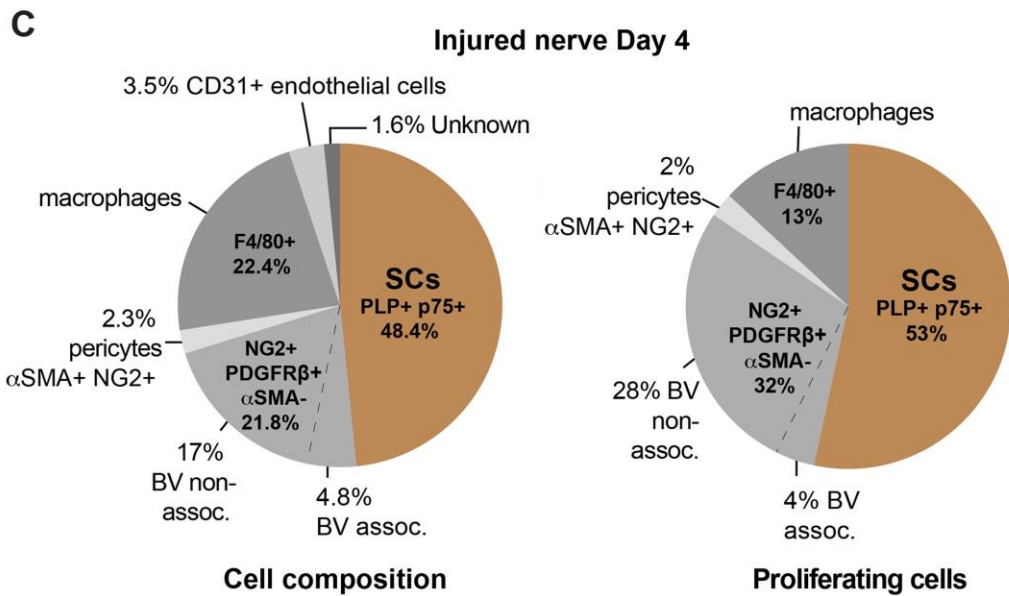 C
Injured nerve Day 4
3.5% CD31+ endothelial cells
1.6% Unknown
macrophages
F4/80+
22.4%
SCs
PLP+ p75+
48.4%
2.3%
pericytes
αSMA+ NG2+
NG2+
PDGFRβ+
αSMA-
21.8%
17%
BV non-
assoc.
4.8%
BV assoc.
Cell composition
macrophages
2%
pericytes
αSMA+ NG2+
F4/80+
13%
SCs
PLP+ p75+
53%
NG2+
PDGFRβ+
αSMA-
32%
28% BV
non-
assoc.
4% BV
assoc.
Proliferating cells